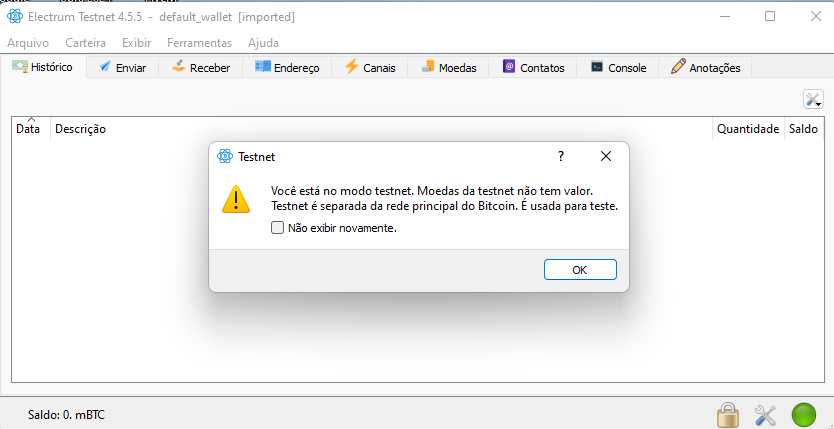 Electrum Testnet 4.5.5 - default_wallet [imported]
Arquivo Carteira Exibir Ferramentas Ajuda
Histórico Enviar Receber Endereço Canais Moedas Contatos Console Anotações
Data Descrição Quantidade Saldo
Testnet ?
Você está no modo testnet. Moedas da testnet não tem valor.
Testnet é separada da rede principal do Bitcoin. É usada para teste.
Não exibir novamente.
OK
Saldo: 0. mBTC